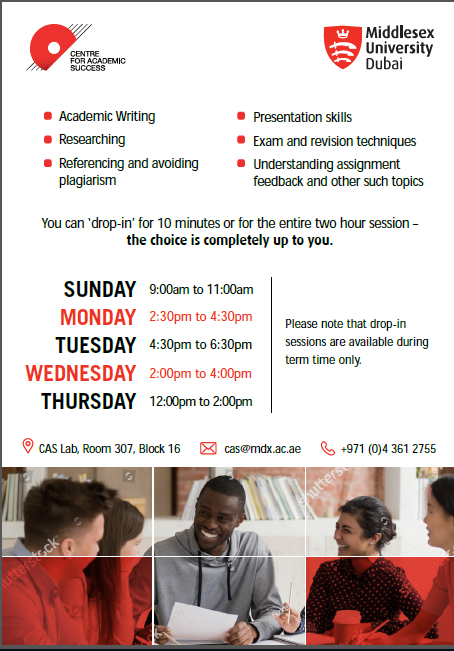 CENTRE
FOR ACADEMIC
SUCCESS
Middlesex
University
Dubai
Academic Writing
Researching
Referencing and avoiding
plagiarism
Presentation skills
Exam and revision techniques
Understanding assignment
feedback and other such topics
You can ‘drop-in’ for 10 minutes or for the entire two hour session –
the choice is completely up to you.
SUNDAY 9:00am to 11:00am
MONDAY 2:30pm to 4:30pm
TUESDAY 4:30pm to 6:30pm
WEDNESDAY 2:00pm to 4:00pm
THURSDAY 12:00pm to 2:00pm
Please note that drop-in
sessions are available during
term time only.
CAS Lab, Room 307, Block 16 cas@mdx.ac.ae +971 (0)4 361 2755
shutterstock
shutterstock